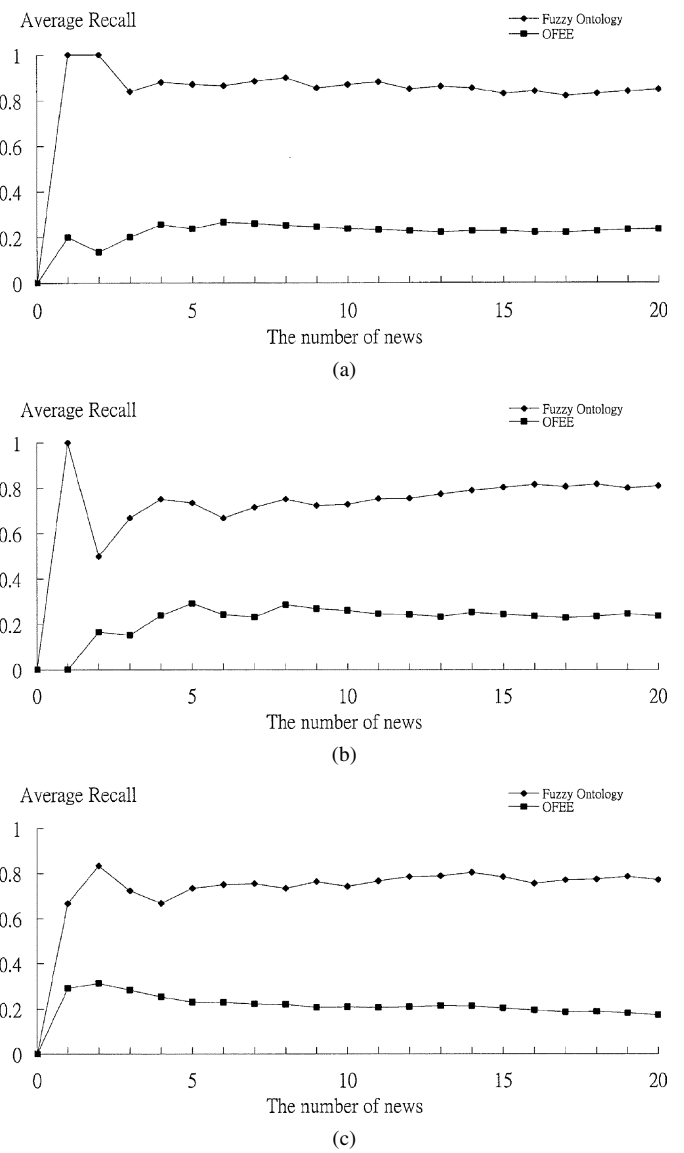 Average Recall
Fuzzy Ontology
OFEE
1
0.8
0.6
0.4
0.2
0
0 5 10 15 20
The number of news
(a)
Average Recall
Fuzzy Ontology
OFEE
1
0.8
0.6
0.4
0.2
0
0 5 10 15 20
The number of news
(b)
Average Recall
Fuzzy Ontology
OFEE
1
0.8
0.6
0.4
0.2
0
0 5 10 15 20
The number of news
(c)